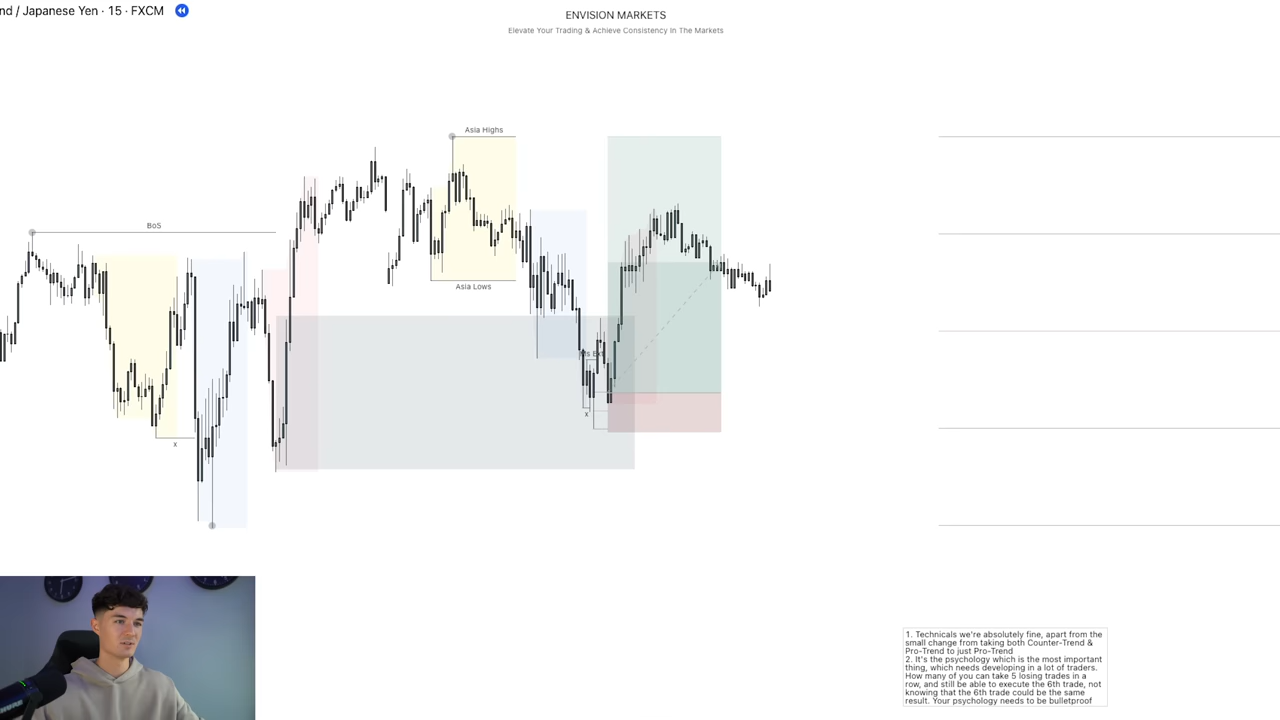 nd / Japanese Yen · 15 · FXCM
ENVISION MARKETS
Elevate Your Trading & Achieve Consistency In The Markets
Asia Highs
BoS
Asia Lows
x
x
1. Technicals we're absolutely fine, apart from the
small change from taking both Counter-Trend &
Pro-Trend to just Pro-Trend
2. It's the psychology which is the most important
thing, which needs developing in a lot of traders.
How many of you can take 5 losing trades in a
row, and still be able to execute the 6th trade, not
knowing that the 6th trade could be the same
result. Your psychology needs to be bulletproof